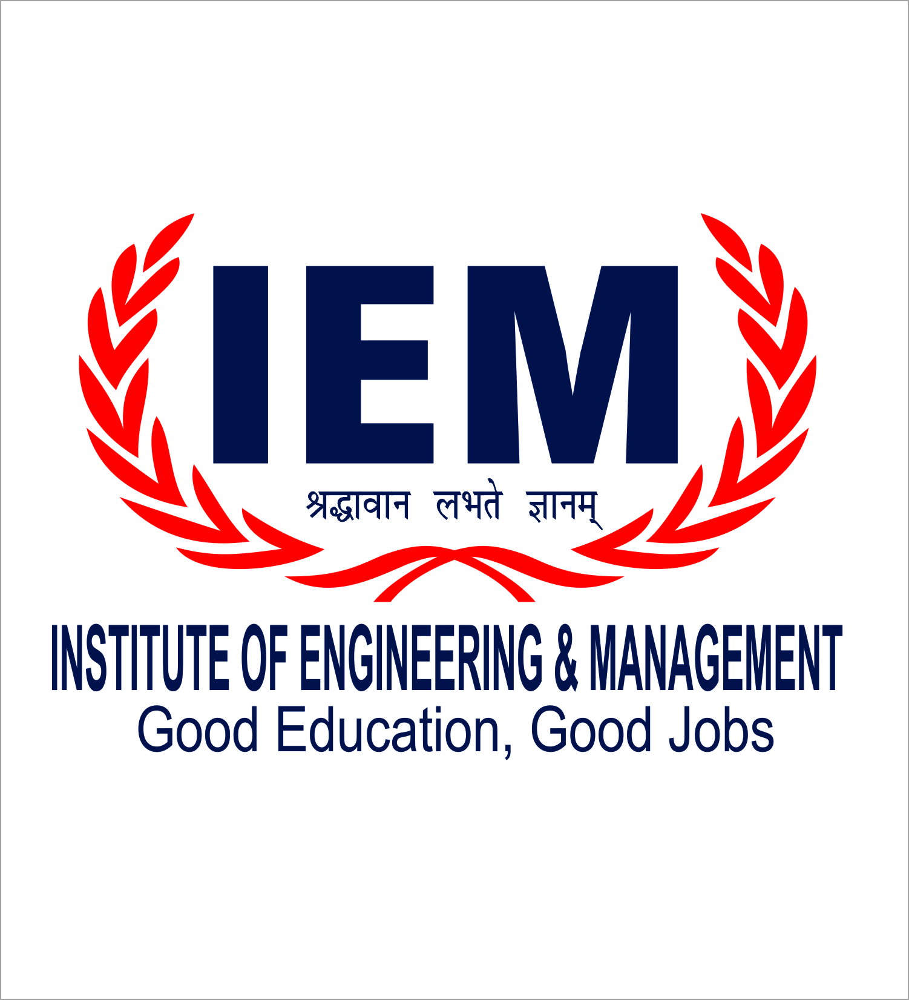 IEM
श्रद्धावान लभते ज्ञानम्
INSTITUTE OF ENGINEERING & MANAGEMENT
Good Education, Good Jobs